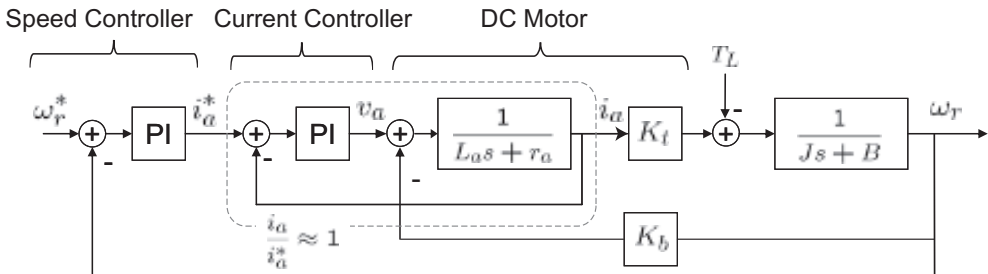 Speed Controller Current Controller DC Motor
T_L
ω_r^* PI i_a^* PI v_a 1/(L_a s + r_a) i_a K_t 1/(Js + B) ω_r
+ - + - + - + -
i_a/i_a^* ≈ 1
K_b